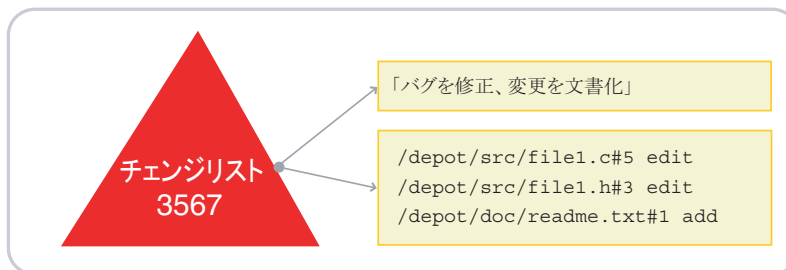 チェンジリスト
3567
「バグを修正、変更を文書化」
/depot/src/file1.c#5 edit
/depot/src/file1.h#3 edit
/depot/doc/readme.txt#1 add